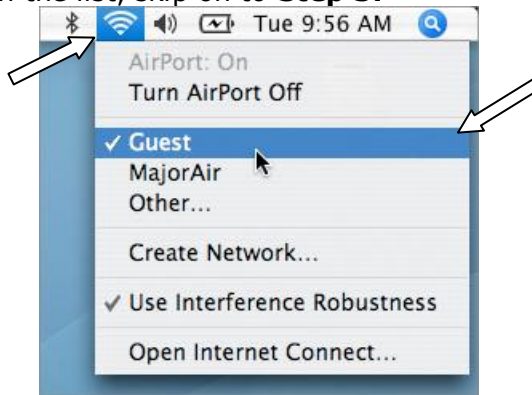 the list, skip on to Step
Tue 9:56 AM
AirPort: On
Turn AirPort Off
✓ Guest
MajorAir
Other...
Create Network...
✓ Use Interference Robustness
Open Internet Connect...